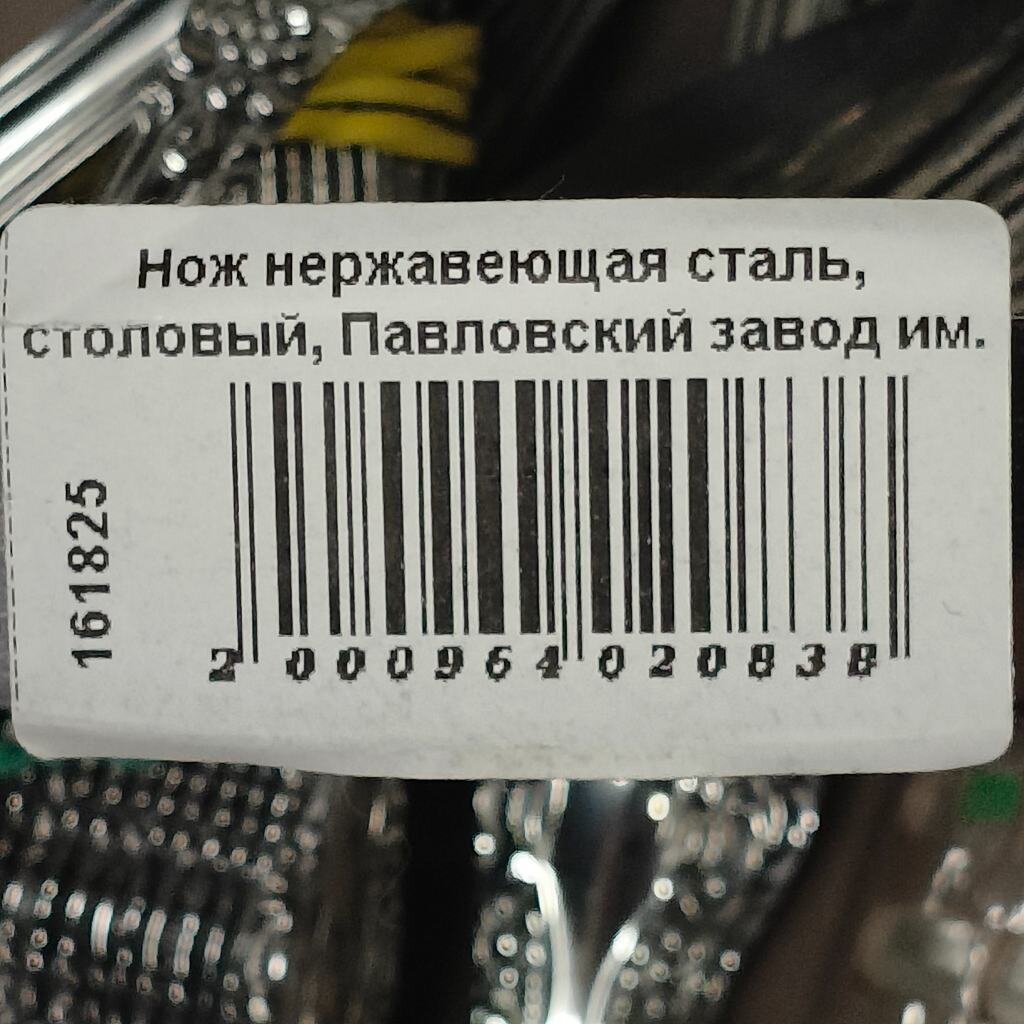 Нож нержавеющая сталь,
столовый, Павловский завод им.
161825
2 000964 020838